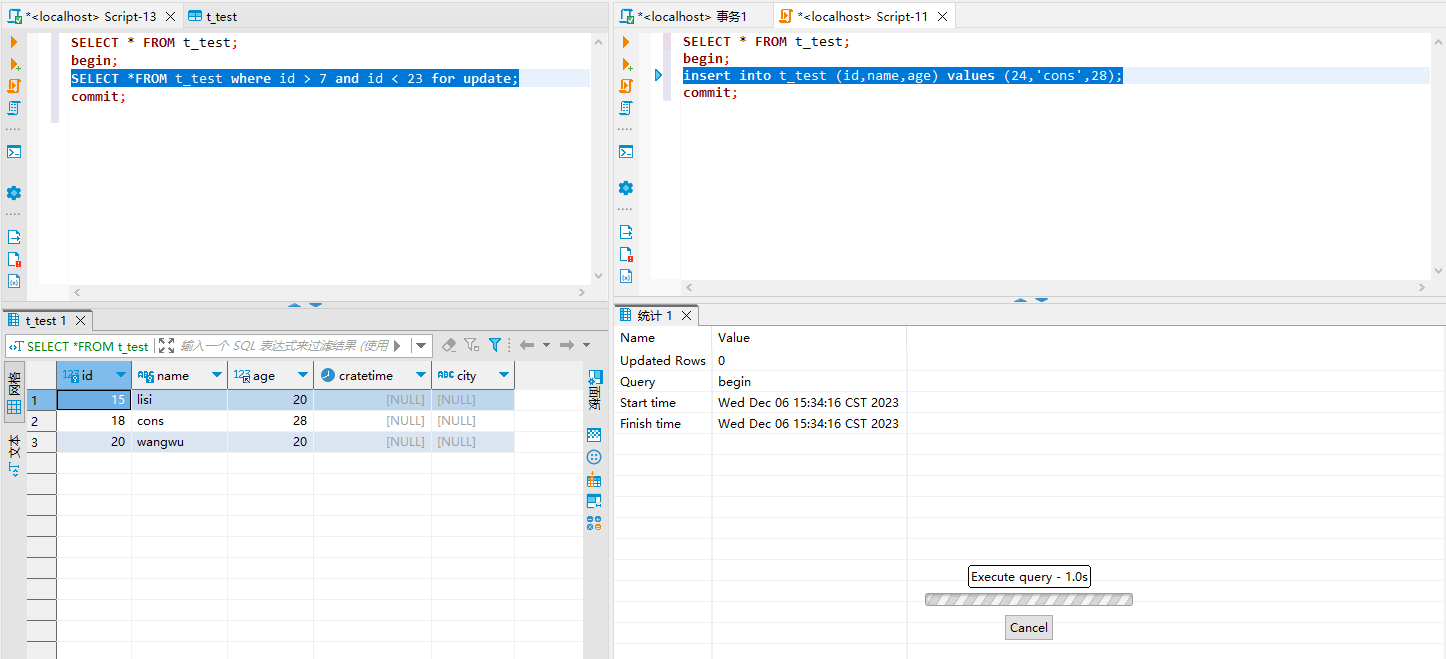 *<localhost> Script-13
t_test
SELECT * FROM t_test;
begin;
SELECT *FROM t_test where id > 7 and id < 23 for update;
commit;
t_test 1
SELECT *FROM t_test
输入一个 SQL 表达式来过滤结果 (使用
网格
文本
123 id
ABC name
123 age
cratetime
ABC city
1 15 lisi 20 [NULL] [NULL]
2 18 cons 28 [NULL] [NULL]
3 20 wangwu 20 [NULL] [NULL]
面板
*<localhost> 事务1
*<localhost> Script-11
SELECT * FROM t_test;
begin;
insert into t_test (id,name,age) values (24,'cons',28);
commit;
统计 1
Name Value
Updated Rows 0
Query begin
Start time Wed Dec 06 15:34:16 CST 2023
Finish time Wed Dec 06 15:34:16 CST 2023
Execute query - 1.0s
Cancel